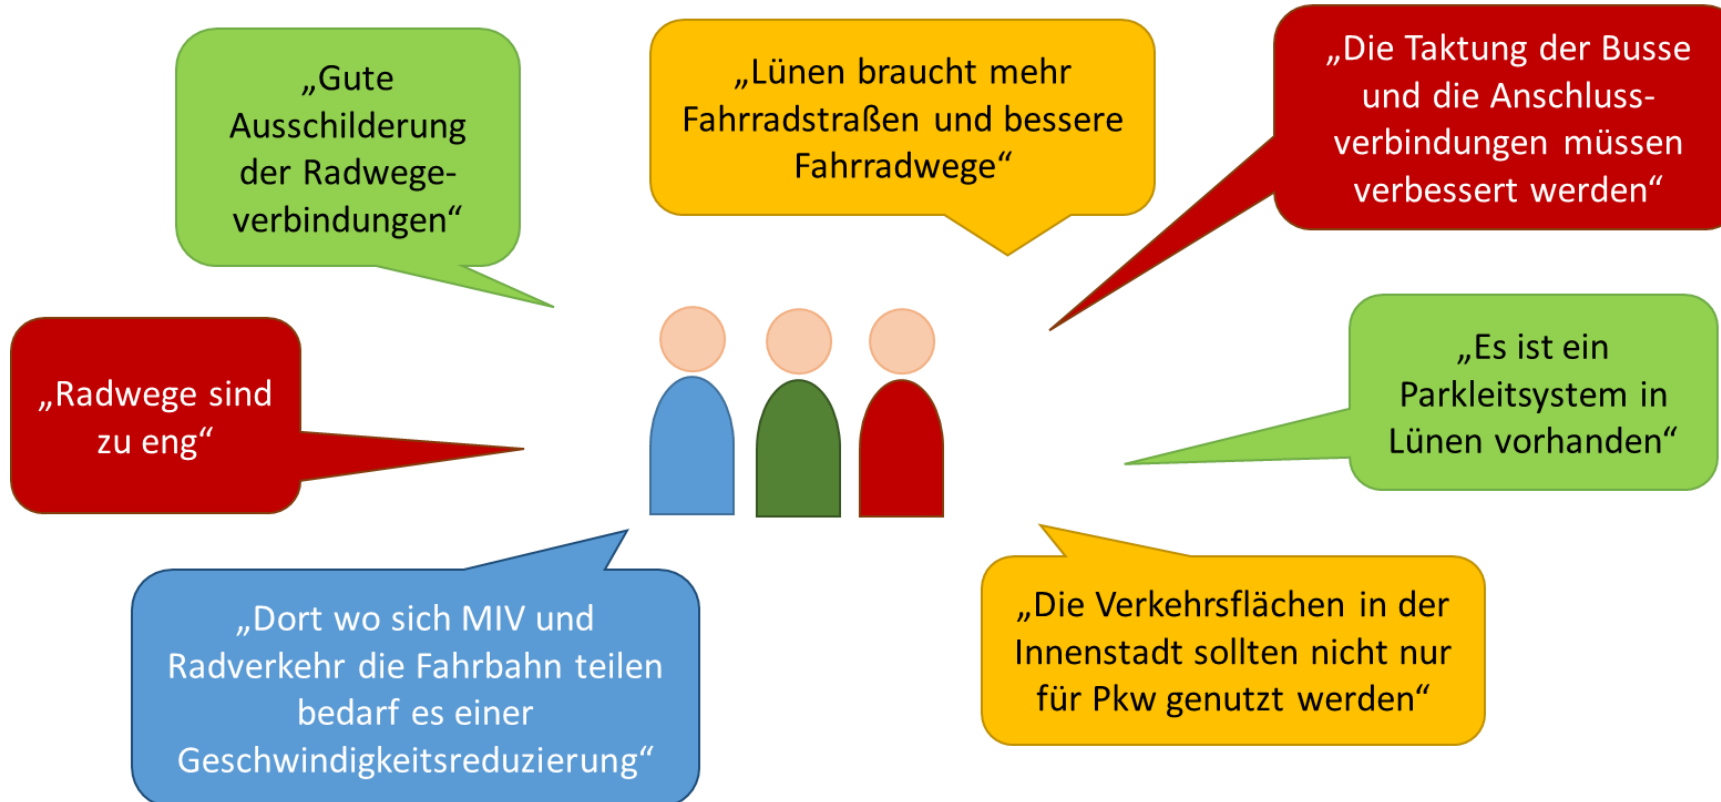 „Gute
Ausschilderung
der Radwege-
verbindungen“
„Lünen braucht mehr
Fahrradstraßen und bessere
Fahrradwege“
„Die Taktung der Busse
und die Anschluss-
verbindungen müssen
verbessert werden“
„Radwege sind
zu eng“
„Es ist ein
Parkleitsystem in
Lünen vorhanden“
„Dort wo sich MIV und
Radverkehr die Fahrbahn teilen
bedarf es einer
Geschwindigkeitsreduzierung“
„Die Verkehrsflächen in der
Innenstadt sollten nicht nur
für Pkw genutzt werden“